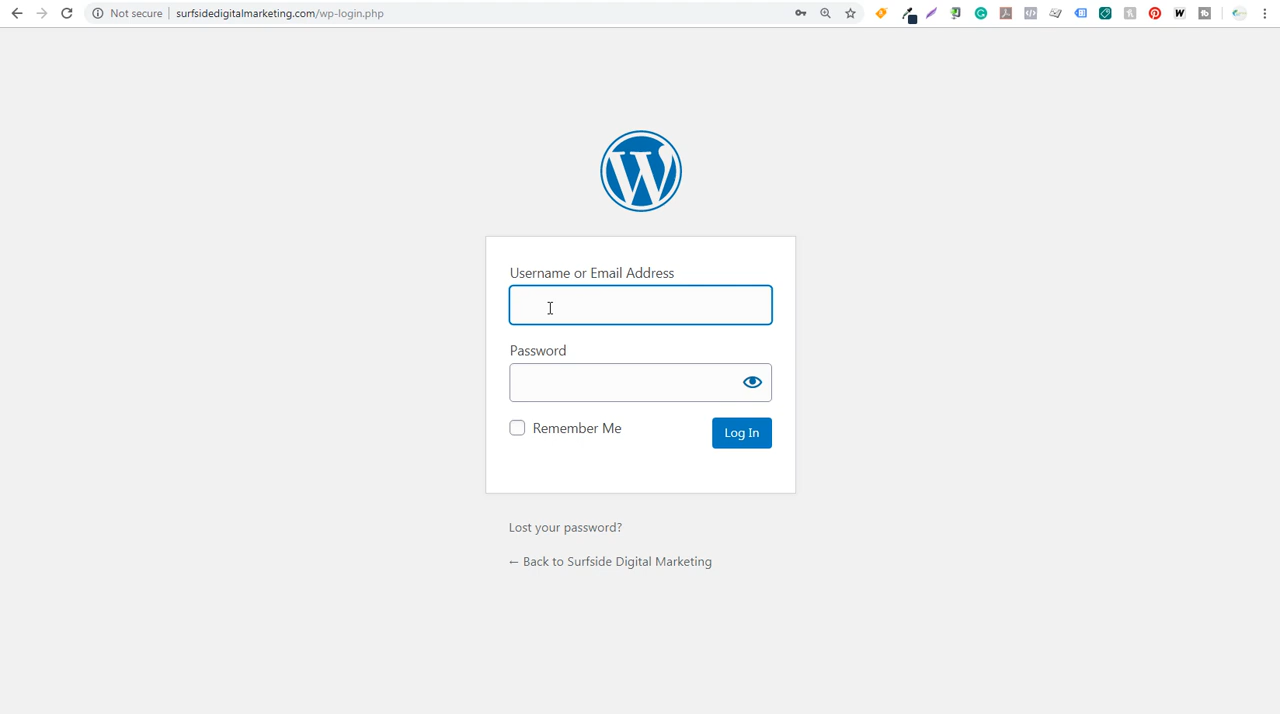 Not secure surfsidedigitalmarketing.com/wp-login.php
Username or Email Address
Password
Remember Me
Log In
Lost your password?
← Back to Surfside Digital Marketing